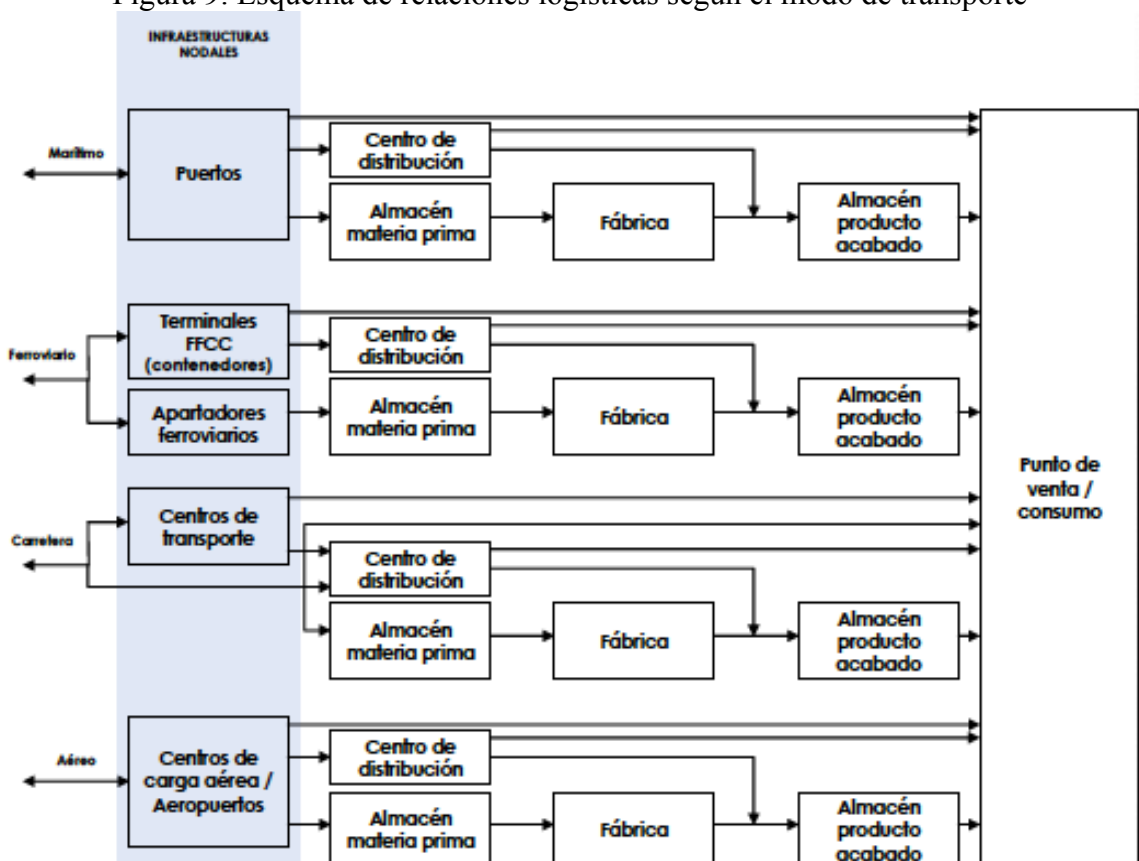 Figura 9. Esquema de relaciones logísticas según el modo de transporte
INFRAESTRUCTURAS
NODALES
Marítimo
Puertos
Centro de
distribución
Almacén
materia prima
Fábrica
Almacén
producto
acabado
Ferroviario
Terminales
FFCC
(contenedores)
Apartadores
ferroviarios
Centro de
distribución
Almacén
materia prima
Fábrica
Almacén
producto
acabado
Punto de
venta /
consumo
Carretera
Centros de
transporte
Centro de
distribución
Almacén
materia prima
Fábrica
Almacén
producto
acabado
Aéreo
Centros de
carga aérea /
Aeropuertos
Centro de
distribución
Almacén
materia prima
Fábrica
Almacén
producto
acabado